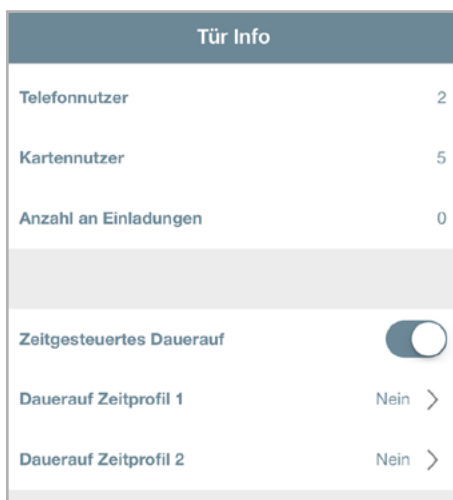 Tür Info
Telefonnutzer 2
Kartennutzer 5
Anzahl an Einladungen 0
Zeitgesteuertes Dauerauf
Dauerauf Zeitprofil 1 Nein
Dauerauf Zeitprofil 2 Nein